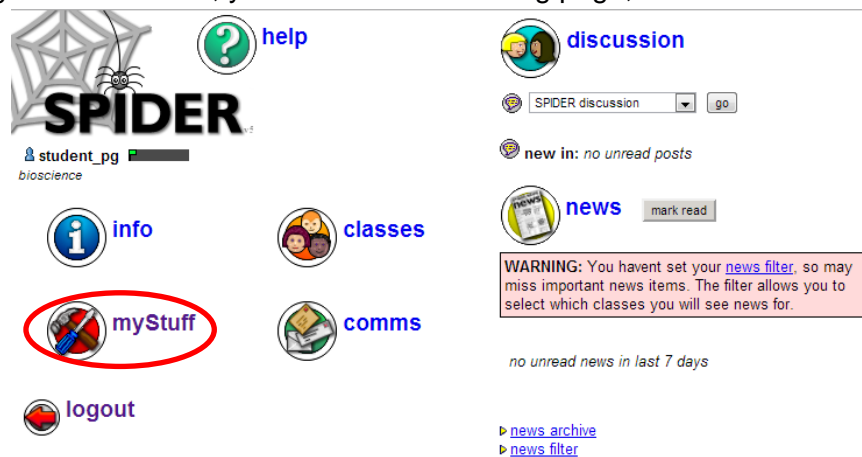 help
SPIDER
v5
student_pg
bioscience
info
classes
myStuff
comms
logout
discussion
SPIDER discussion
go
new in: no unread posts
news
news
mark read
WARNING: You havent set your news filter, so may
miss important news items. The filter allows you to
select which classes you will see news for.
no unread news in last 7 days
news archive
news filter